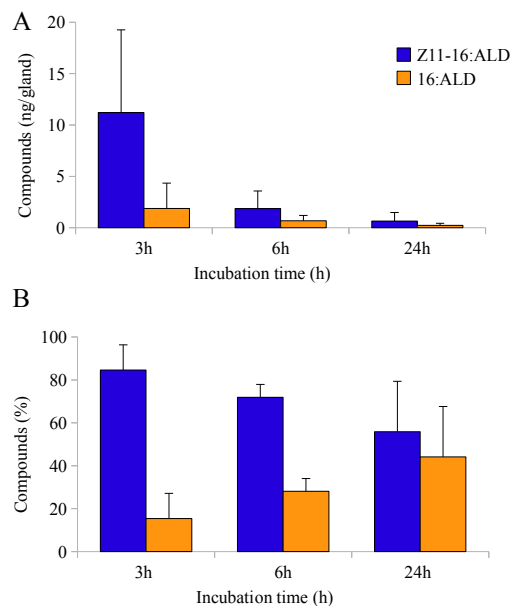 A
Compounds (ng/gland)
20
15
10
5
0
Z11-16:ALD
16:ALD
3h 6h 24h
Incubation time (h)
B
Compounds (%)
100
80
60
40
20
0
3h 6h 24h
Incubation time (h)